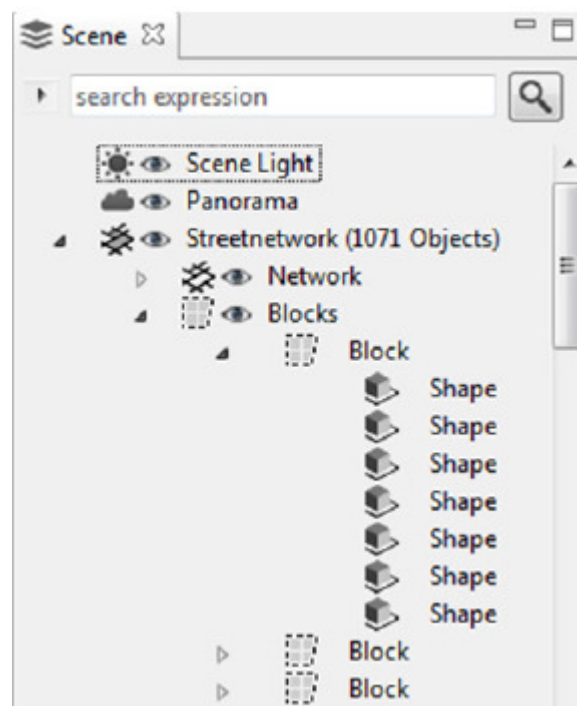 Scene
search expression
Scene Light
Panorama
Streetnetwork (1071 Objects)
Network
Blocks
Block
Shape
Shape
Shape
Shape
Shape
Shape
Shape
Block
Block